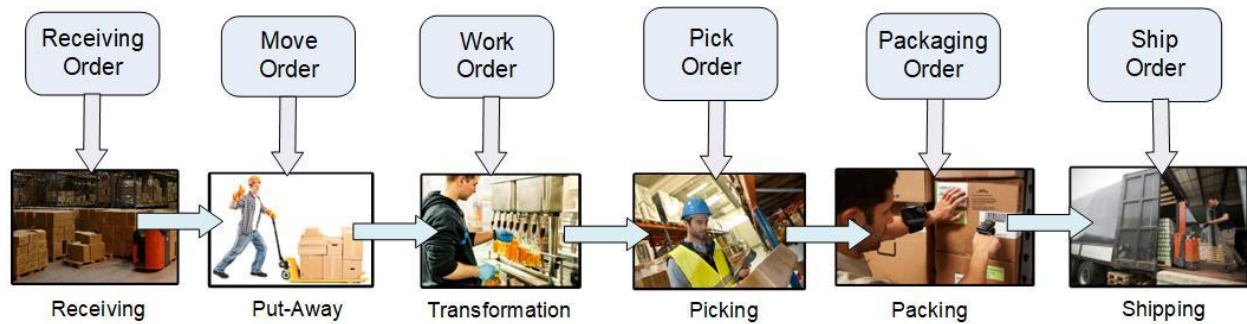 Receiving
Order
Move
Order
Work
Order
Pick
Order
Packaging
Order
Ship
Order
Receiving
Put-Away
Transformation
Picking
Packing
Shipping